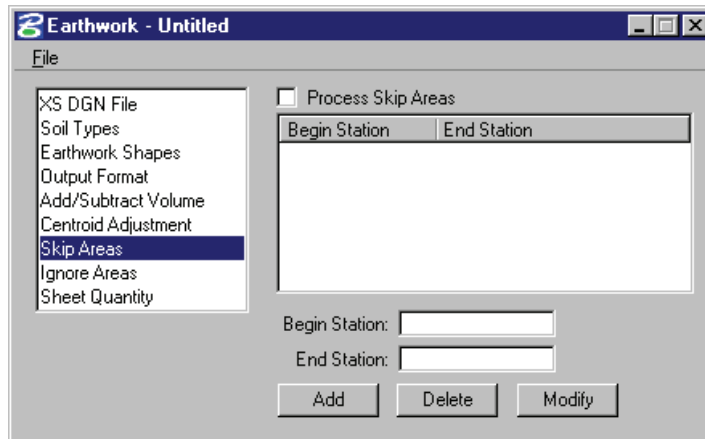 Earthwork - Untitled
File
XS DGN File
Soil Types
Earthwork Shapes
Output Format
Add/Subtract Volume
Centroid Adjustment
Skip Areas
Ignore Areas
Sheet Quantity
Process Skip Areas
Begin Station End Station
Begin Station:
End Station:
Add Delete Modify